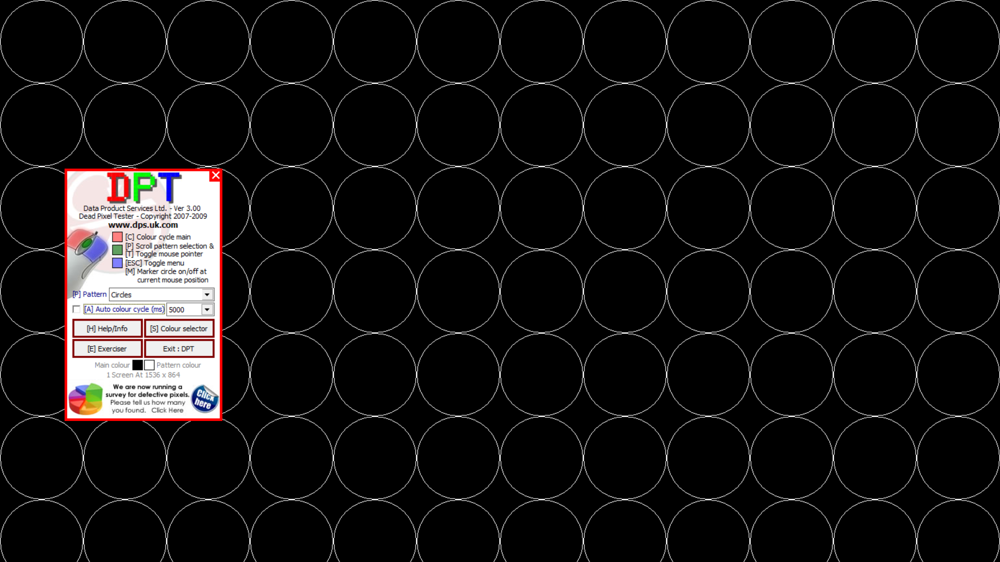 DPT
Data Product Services Ltd. - Ver 3.00
Dead Pixel Tester - Copyright 2007-2009
www.dps.uk.com
[C] Colour cycle main
[P] Scroll pattern selection &
[T] Toggle mouse pointer
[ESC] Toggle menu
[M] Marker circle on/off at
current mouse position
[P] Pattern Circles
[A] Auto colour cycle (ms) 5000
[H] Help/Info [S] Colour selector
[E] Exerciser Exit : DPT
Main colour Pattern colour
1 Screen At 1536 x 864
We are now running a
survey for defective pixels.
Please tell us how many
you found. Click Here
Click
here